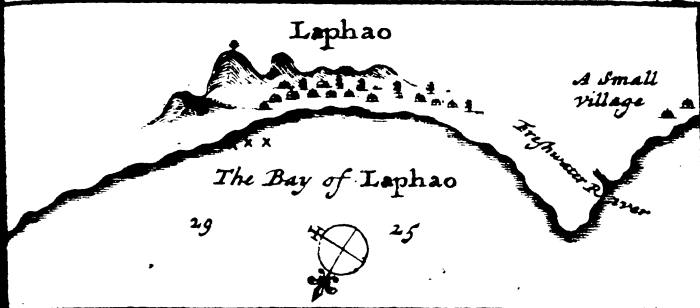 Laphao
A Small
village
Freshwater River
x x
The Bay of Laphao
29
25